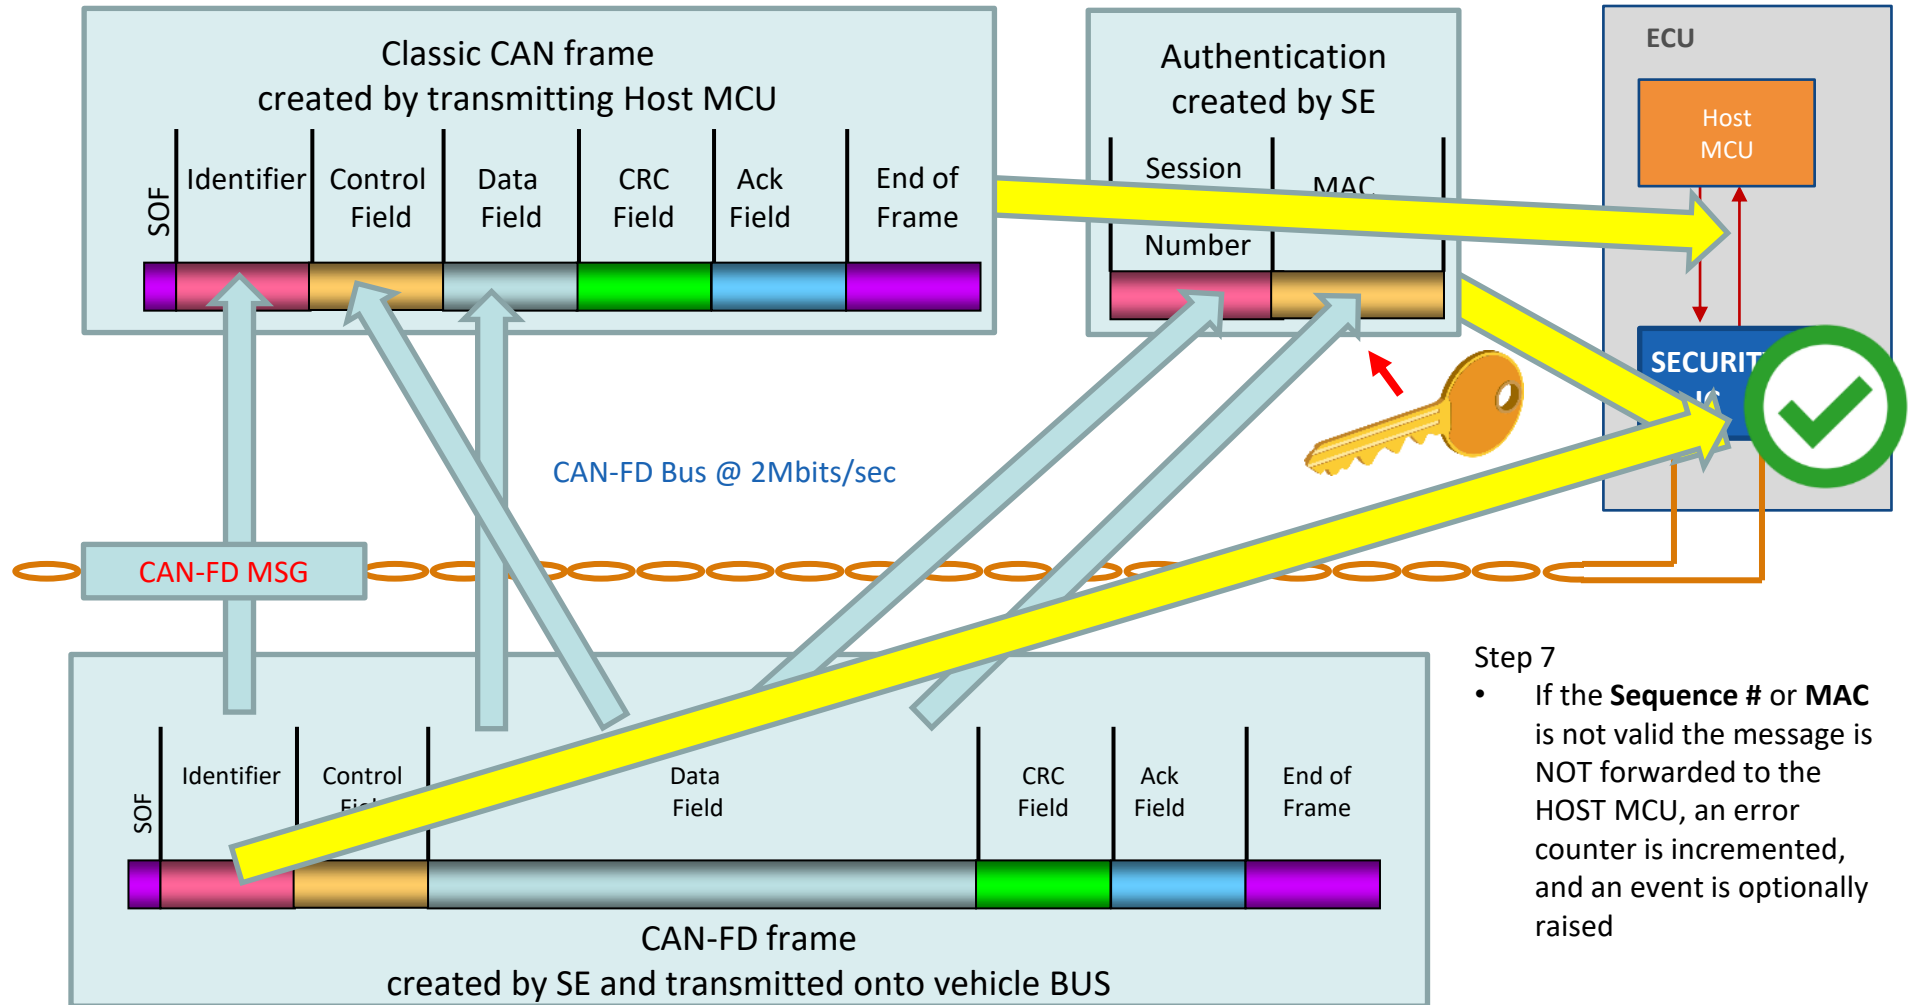 Classic CAN frame
created by transmitting Host MCU
SOF
Identifier
Control
Field
Data
Field
CRC
Field
Ack
Field
End of
Frame
Authentication
created by SE
Session
Number
MAC
ECU
Host
MCU
CAN-FD Bus @ 2Mbits/sec
CAN-FD MSG
SOF
Identifier
Control
Data
Field
CRC
Field
Ack
Field
End of
Frame
CAN-FD frame
created by SE and transmitted onto vehicle BUS
Step 7
• If the Sequence # or MAC
is not valid the message is
NOT forwarded to the
HOST MCU, an error
counter is incremented,
and an event is optionally
raised